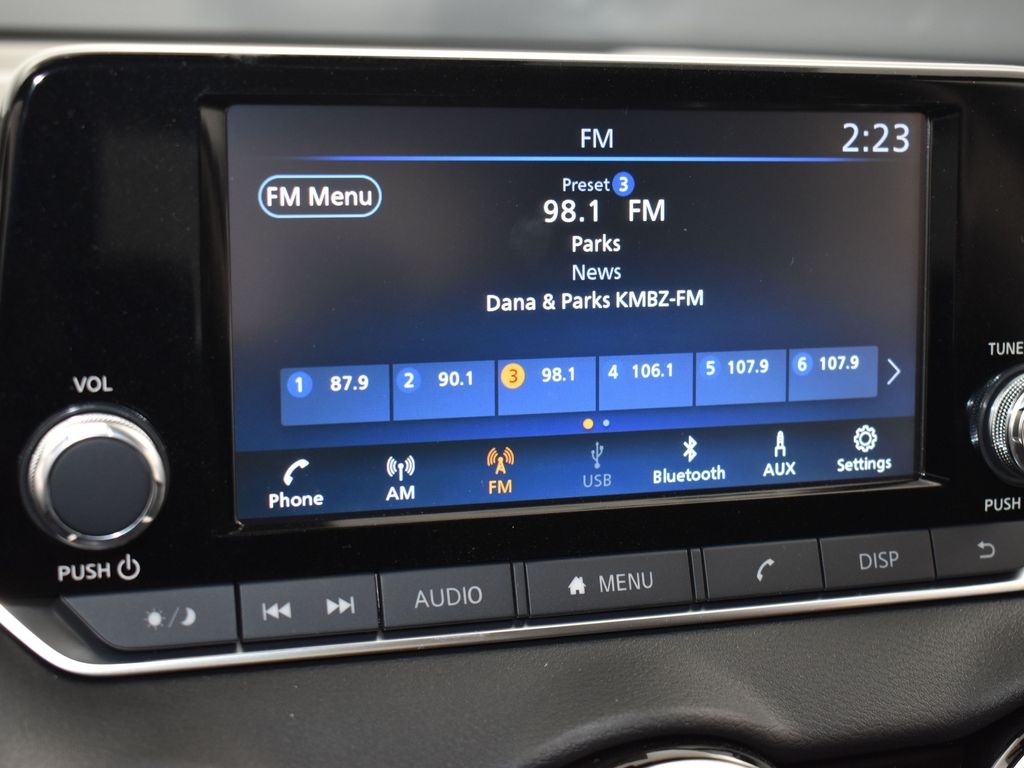 FM
2:23
FM Menu
Preset 3
98.1 FM
Parks
News
Dana & Parks KMBZ-FM
1 87.9
2 90.1
3 98.1
4 106.1
5 107.9
6 107.9
Phone
AM
FM
USB
Bluetooth
AUX
Settings
VOL
PUSH
TUNE
PUSH
AUDIO
MENU
DISP